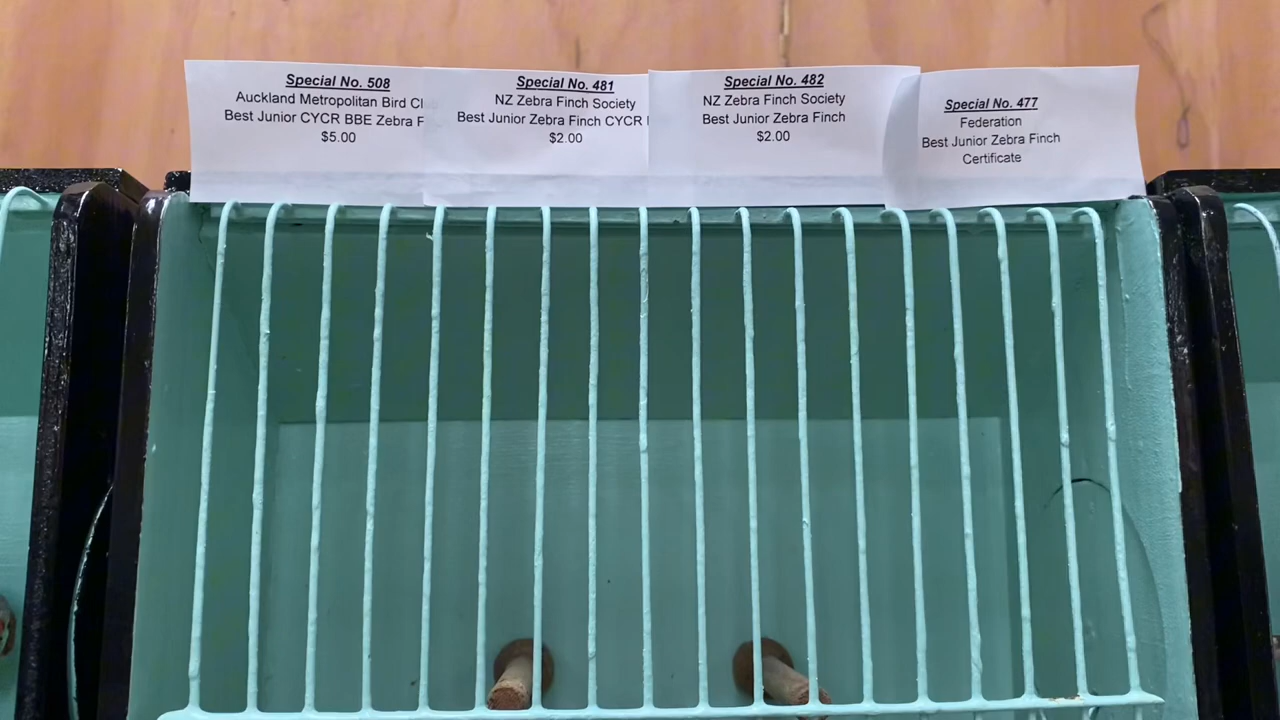 Special No. 508
Auckland Metropolitan Bird
Best Junior CYCR BBE Zebra
$5.00
Special No. 481
NZ Zebra Finch Society
Best Junior Zebra Finch CYCR
$2.00
Special No. 482
NZ Zebra Finch Society
Best Junior Zebra Finch
$2.00
Special No. 477
Federation
Best Junior Zebra Finch
Certificate